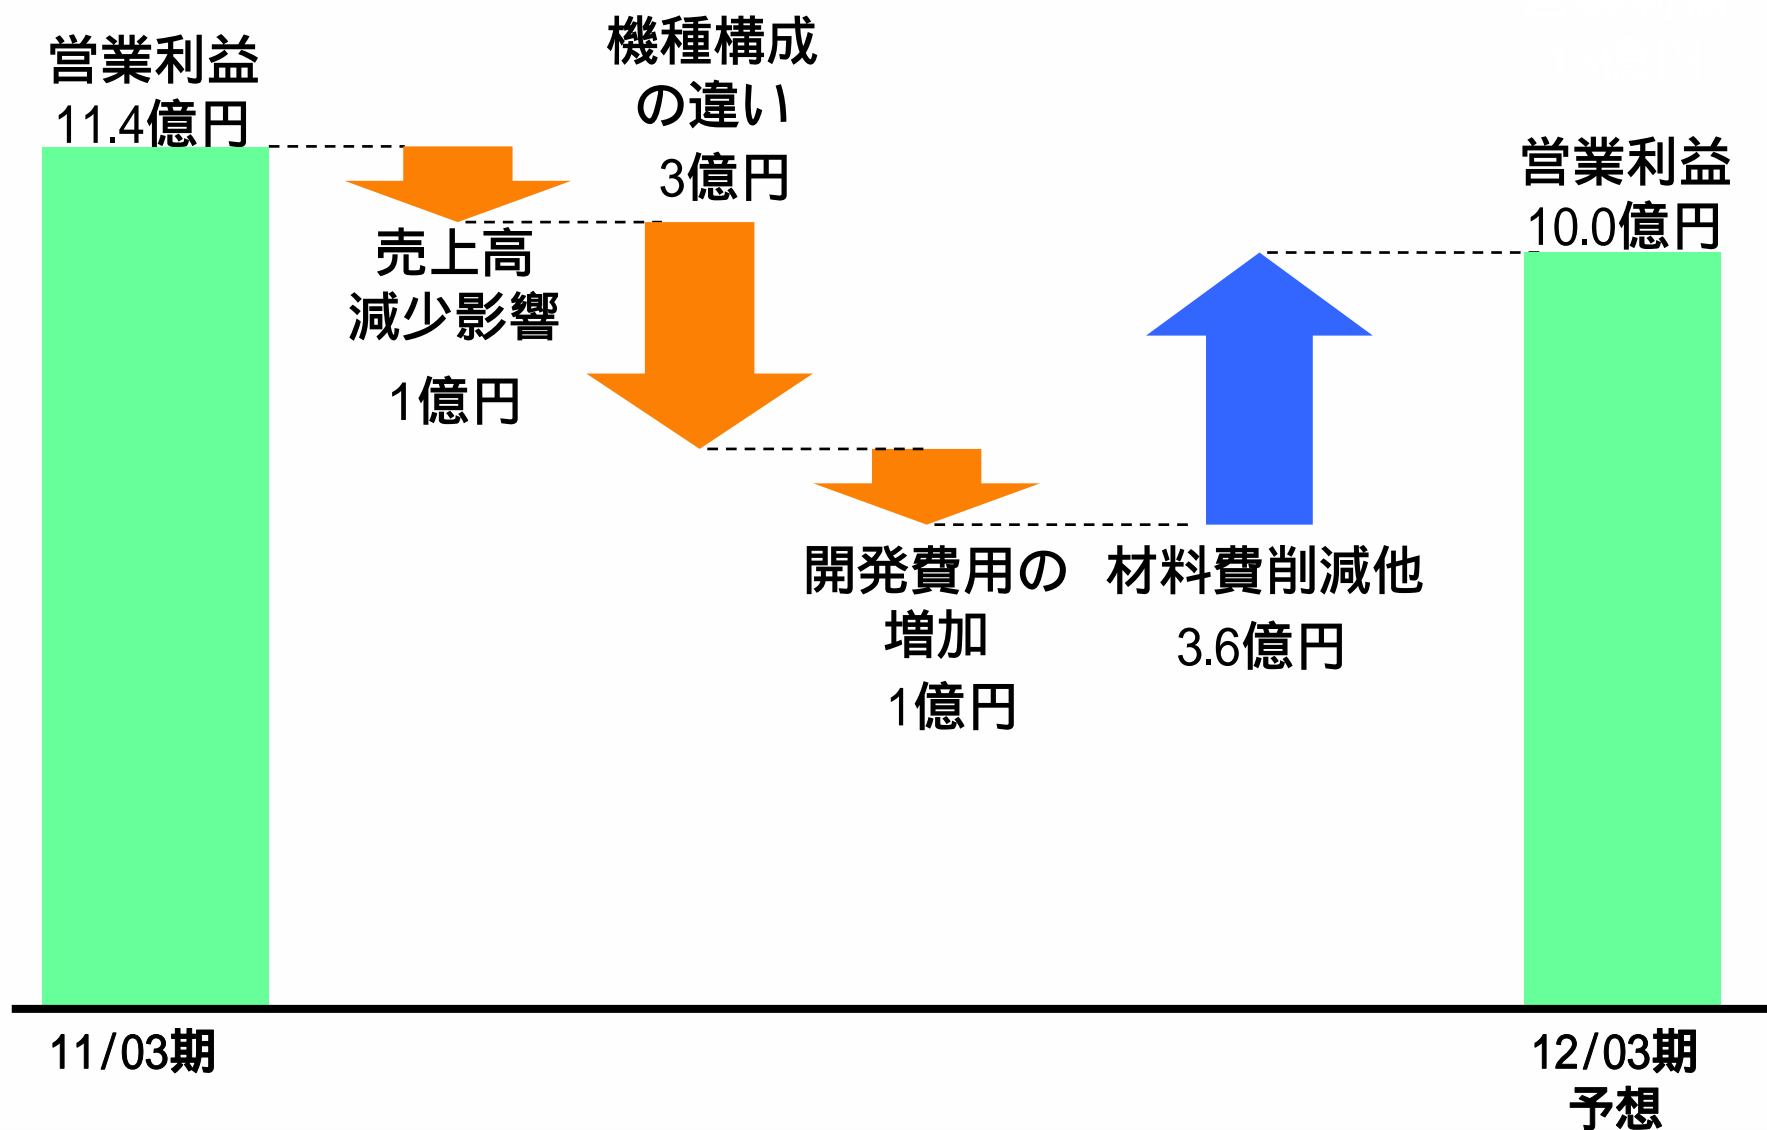 営業利益
11.4億円
機種構成
の違い
3億円
売上高
減少影響
1億円
開発費用の
増加
1億円
材料費削減他
3.6億円
営業利益
10.0億円
11/03期
12/03期
予想